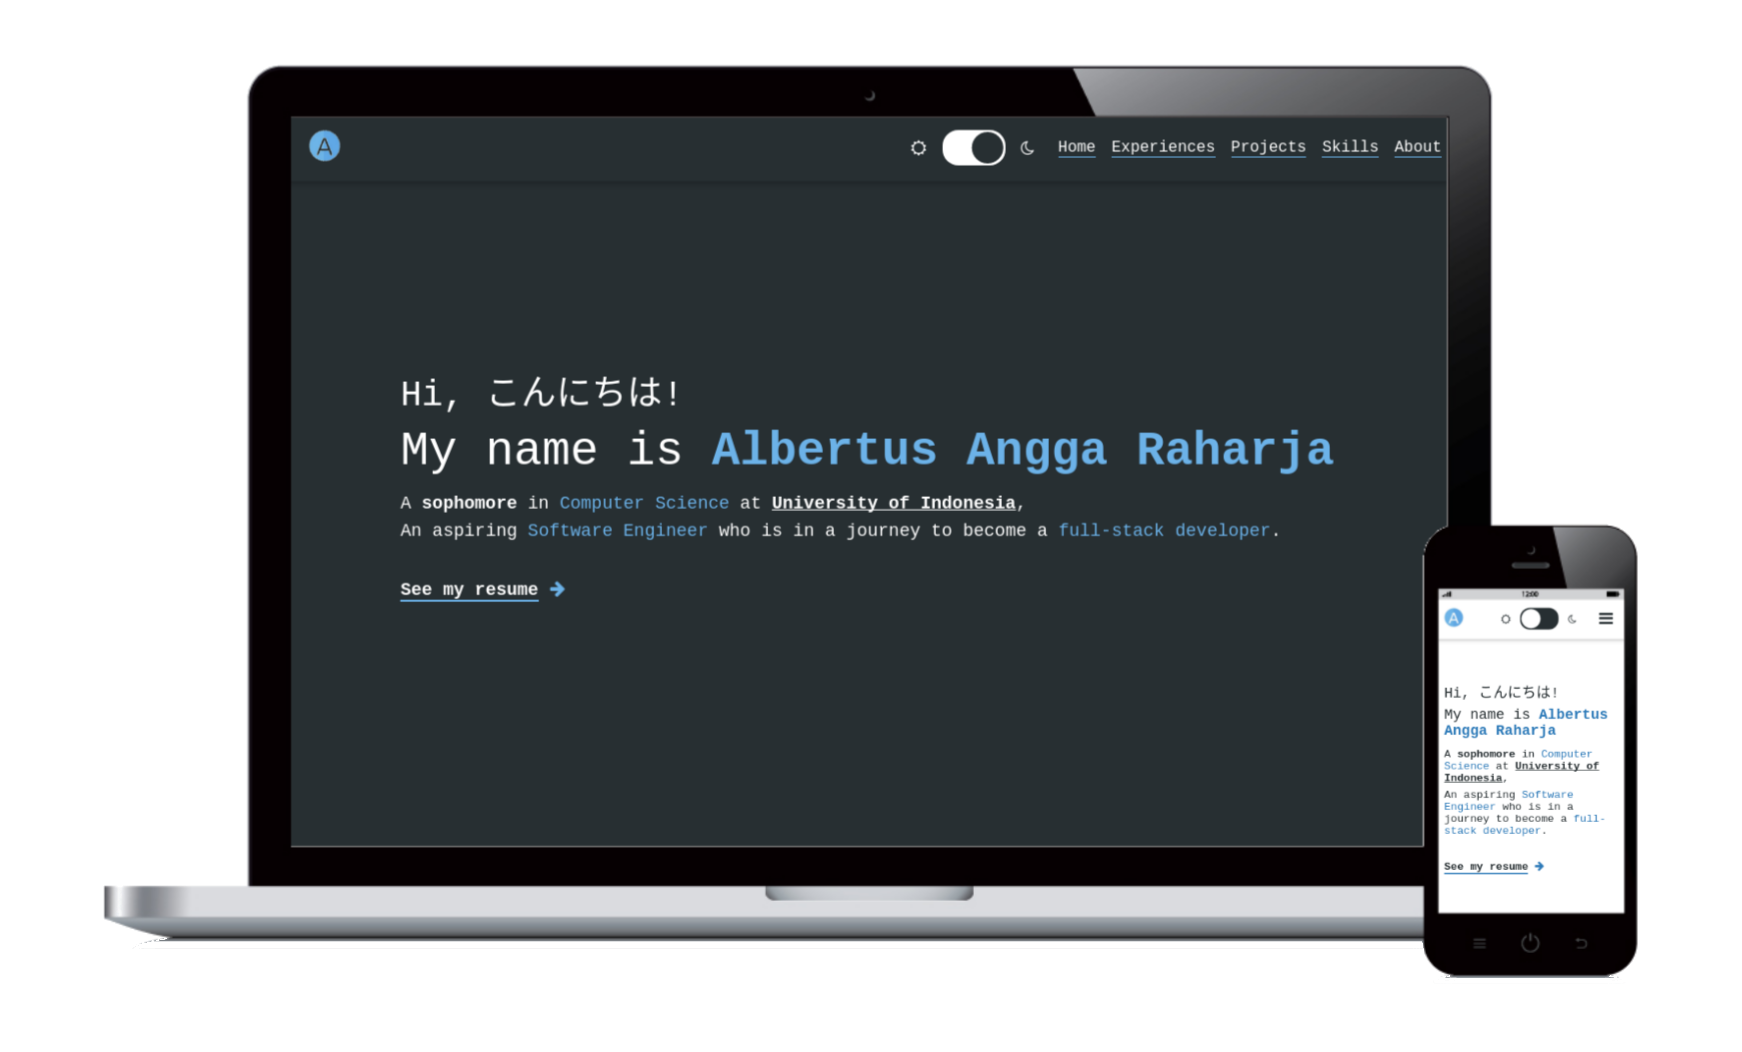 A
Home Experiences Projects Skills About
Hi, こんにちは!
My name is Albertus Angga Raharja
A sophomore in Computer Science at University of Indonesia,
An aspiring Software Engineer who is in a journey to become a full-stack developer.
See my resume
12:00
A
Hi, こんにちは!
My name is Albertus
Angga Raharja
A sophomore in Computer
Science at University of
Indonesia,
An aspiring Software
Engineer who is in a
journey to become a full-
stack developer.
See my resume